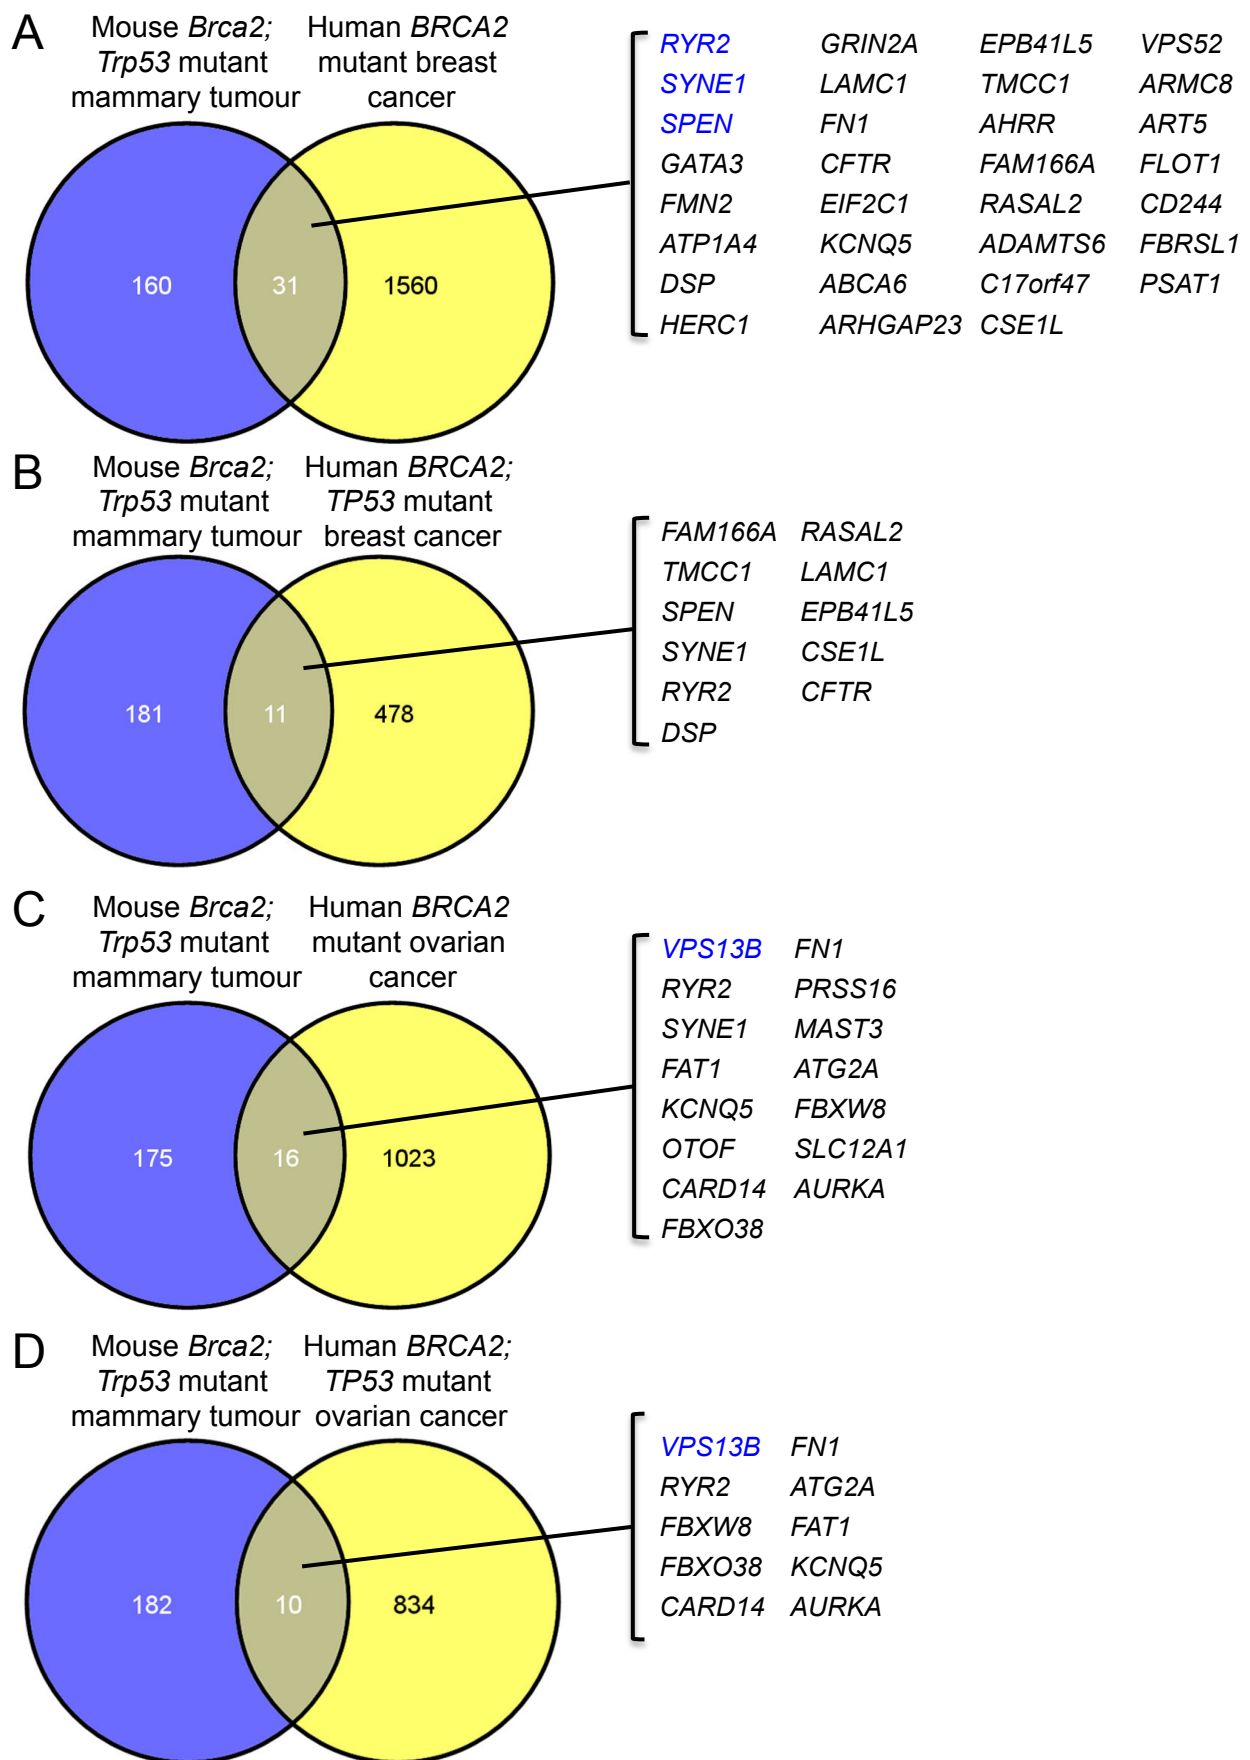 A
Mouse Brca2;
Trp53 mutant
mammary tumour
Human BRCA2
mutant breast
cancer
160
31
1560
RYR2 GRIN2A EPB41L5 VPS52
SYNE1 LAMC1 TMCC1 ARMC8
SPEN FN1 AHRR ART5
GATA3 CFTR FAM166A FLOT1
FMN2 EIF2C1 RASAL2 CD244
ATP1A4 KCNQ5 ADAMTS6 FBRSL1
DSP ABCA6 C17orf47 PSAT1
HERC1 ARHGAP23 CSE1L
B
Mouse Brca2;
Trp53 mutant
mammary tumour
Human BRCA2;
TP53 mutant
breast cancer
181
11
478
FAM166A RASAL2
TMCC1 LAMC1
SPEN EPB41L5
SYNE1 CSE1L
RYR2 CFTR
DSP
C
Mouse Brca2;
Trp53 mutant
mammary tumour
Human BRCA2
mutant ovarian
cancer
175
16
1023
VPS13B FN1
RYR2 PRSS16
SYNE1 MAST3
FAT1 ATG2A
KCNQ5 FBXW8
OTOF SLC12A1
CARD14 AURKA
FBXO38
D
Mouse Brca2;
Trp53 mutant
mammary tumour
Human BRCA2;
TP53 mutant
ovarian cancer
182
10
834
VPS13B FN1
RYR2 ATG2A
FBXW8 FAT1
FBXO38 KCNQ5
CARD14 AURKA